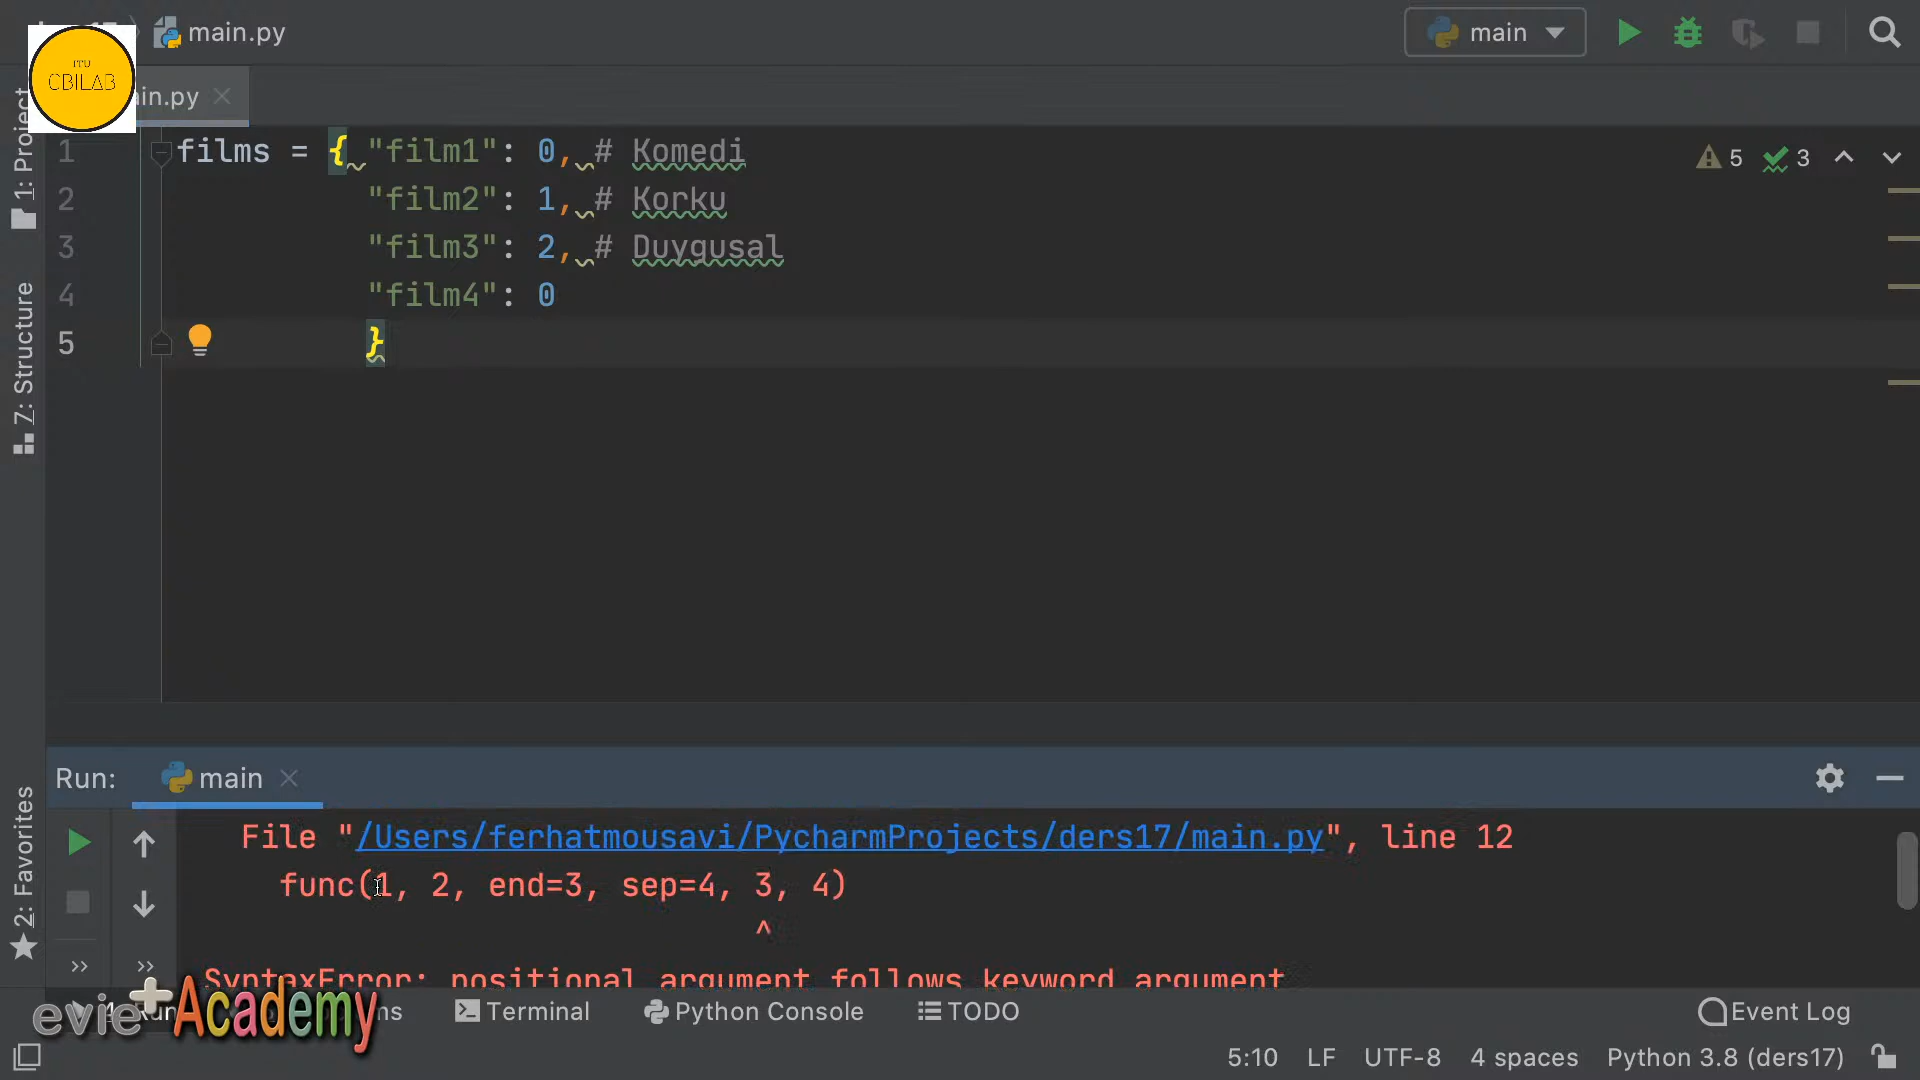 main.py
main
ITU
CBILAB
in.py
1: Project
5 3
1 films = { "film1": 0, # Komedi
2 "film2": 1, # Korku
3 "film3": 2, # Duygusal
4 "film4": 0
5 }
Z: Structure
2: Favorites
Run: main
File "/Users/ferhatmousavi/PycharmProjects/ders17/main.py", line 12
func(1, 2, end=3, sep=4, 3, 4)
^
SyntaxError: positional argument follows keyword argument
evie+Academy
Terminal
Python Console
TODO
Event Log
5:10 LF UTF-8 4 spaces Python 3.8 (ders17)